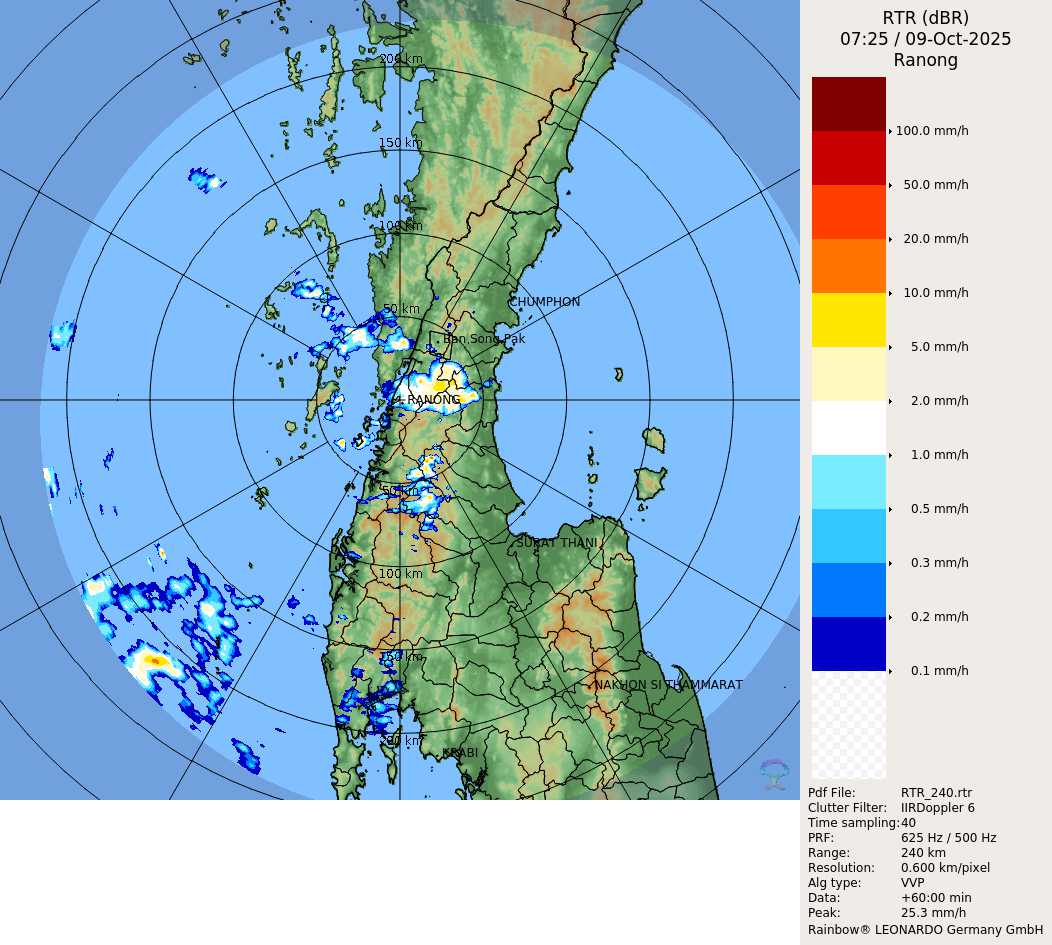 RTR (dBR)
07:25 / 09-Oct-2025
Ranong
200 km
150 km
100 km
50 km
CHUMPHON
Ban Song Pak
RANONG
50 km
SURAT THANI
100 km
150 km
NAKHON SI THAMMARAT
200 km
KRABI
100.0 mm/h
50.0 mm/h
20.0 mm/h
10.0 mm/h
5.0 mm/h
2.0 mm/h
1.0 mm/h
0.5 mm/h
0.3 mm/h
0.2 mm/h
0.1 mm/h
Pdf File: RTR_240.rtr
Clutter Filter: IIRDoppler 6
Time sampling: 40
PRF: 625 Hz / 500 Hz
Range: 240 km
Resolution: 0.600 km/pixel
Alg type: VVP
Data: +60:00 min
Peak: 25.3 mm/h
Rainbow® LEONARDO Germany GmbH